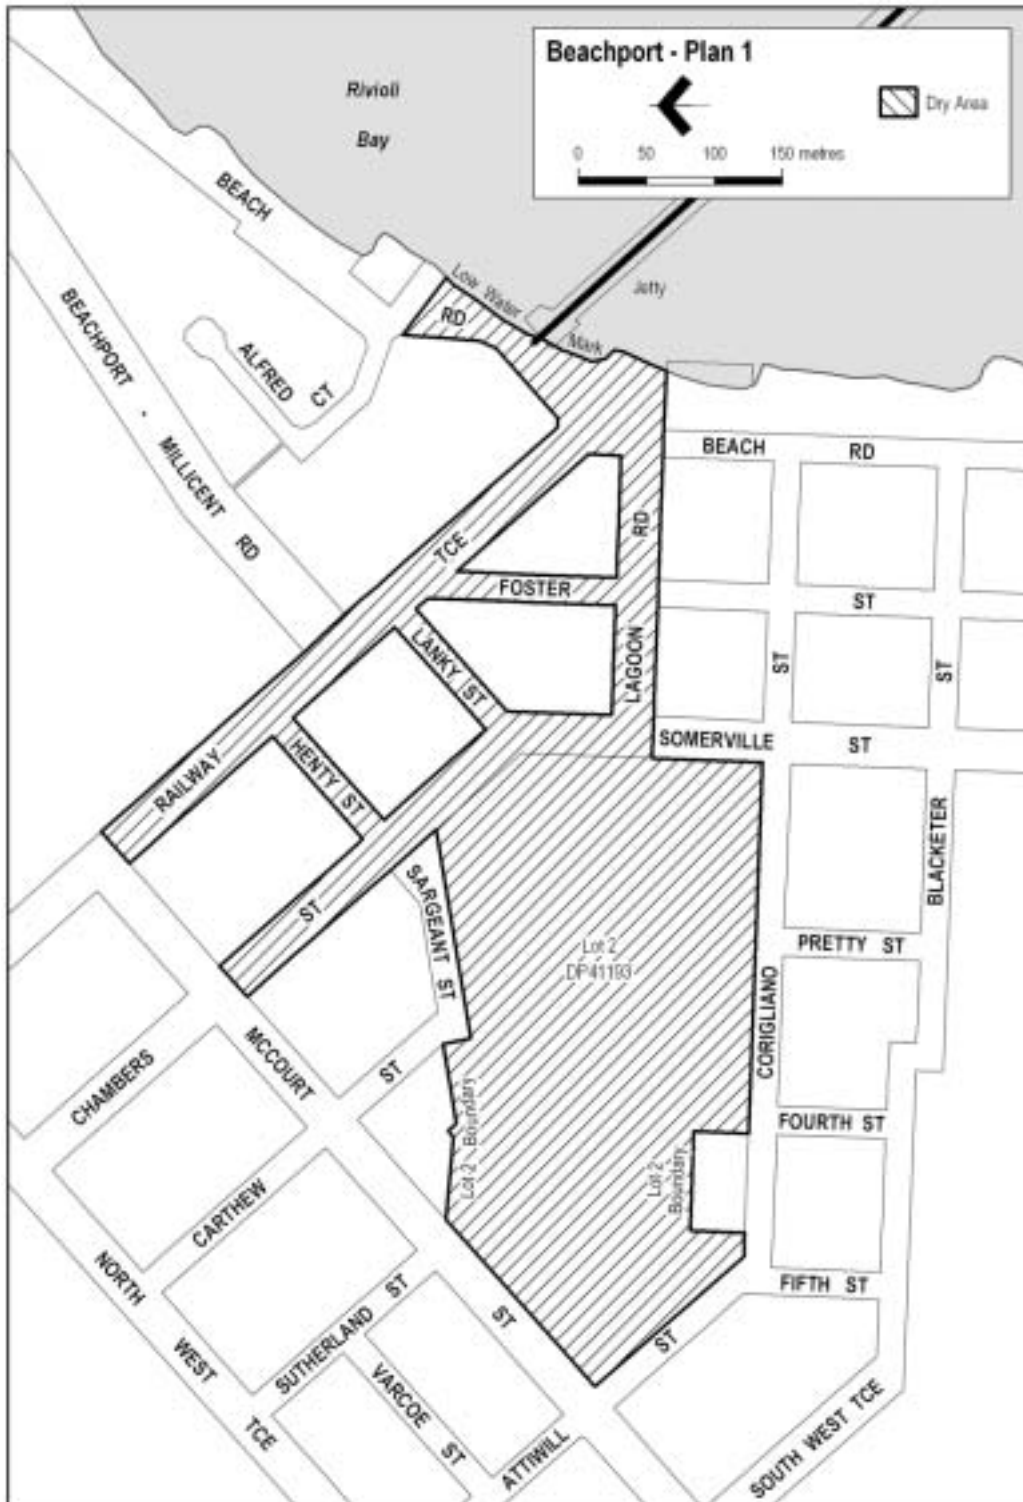 Beachport - Plan 1
Dry Area
0 50 100 150 metres
Rivioli
Bay
BEACH
RD
Low Water
Mark
Jetty
BEACHPORT - MILLICENT RD
ALFRED
CT
BEACH RD
TCE
RD
FOSTER
ST
LANKY ST
LAGOON
ST
ST
RAILWAY
HENTY ST
SOMERVILLE ST
BLACKETER
ST
SARGEANT ST
PRETTY ST
Lot 2
DP41193
CORIGLIANO
MCCOURT
ST
CHAMBERS
Lot 2
Boundary
FOURTH ST
Lot 2
Boundary
CARTHEW
NORTH
WEST
TCE
SUTHERLAND ST
ST
FIFTH ST
ST
VARCOE ST
ATTIWILL
SOUTH WEST TCE